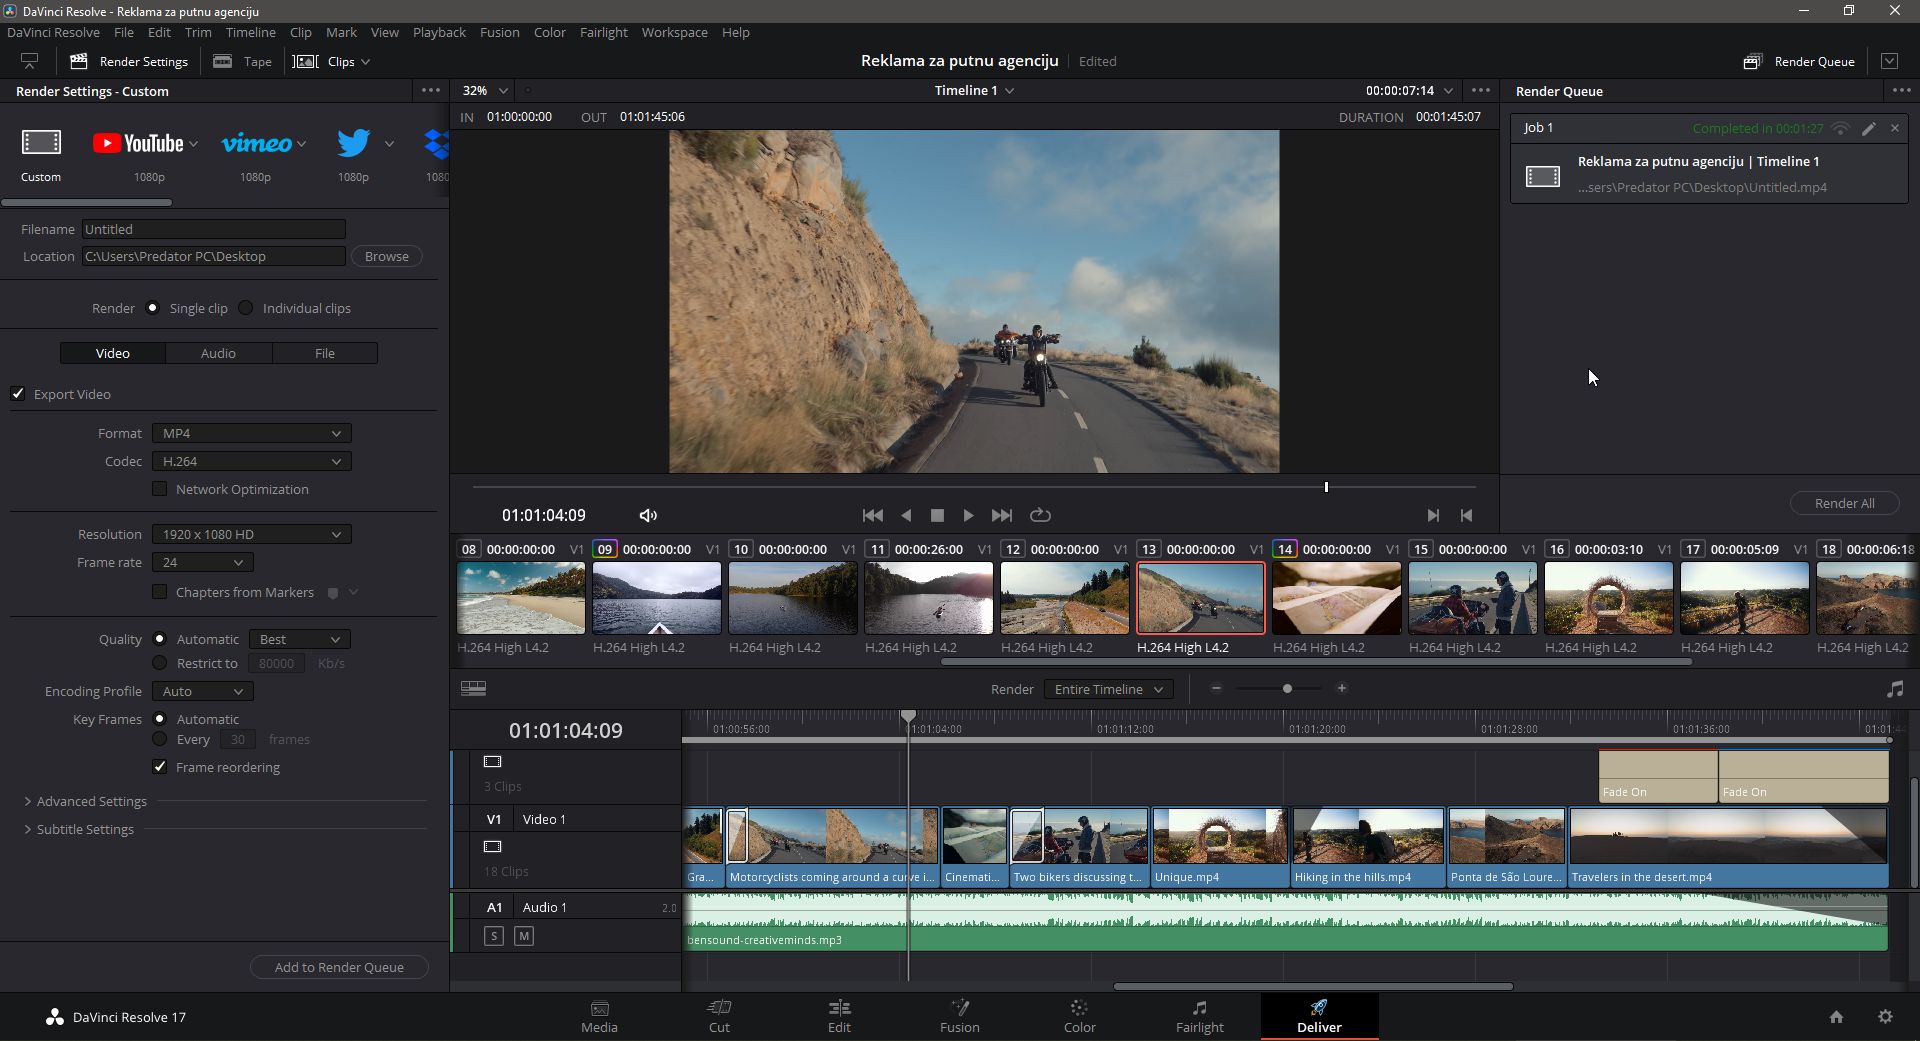 DaVinci Resolve - Reklama za putnu agenciju
DaVinci Resolve File Edit Trim Timeline Clip Mark View Playback Fusion Color Fairlight Workspace Help
Render Settings Tape Clips Reklama za putnu agenciju Edited Render Queue
Render Settings - Custom 32% Timeline 1 00:00:07:14 Render Queue
IN 01:00:00:00 OUT 01:01:45:06 DURATION 00:01:45:07
YouTube vimeo
Custom 1080p 1080p 1080p
Job 1 Completed in 00:01:27
Reklama za putnu agenciju | Timeline 1
...sers\Predator PC\Desktop\Untitled.mp4
Filename Untitled
Location C:\Users\Predator PC\Desktop Browse
Render Single clip Individual clips
Video Audio File
Export Video
Format MP4
Codec H.264
Network Optimization
Resolution 1920 x 1080 HD
Frame rate 24
Chapters from Markers
Quality Automatic Best
Restrict to 80000 Kb/s
Encoding Profile Auto
Key Frames Automatic
Every 30 frames
Frame reordering
Advanced Settings
Subtitle Settings
Add to Render Queue
01:01:04:09
Render All
08 00:00:00:00 V1 09 00:00:00:00 V1 10 00:00:00:00 V1 11 00:00:26:00 V1 12 00:00:00:00 V1 13 00:00:00:00 V1 14 00:00:00:00 V1 15 00:00:00:00 V1 16 00:00:03:10 V1 17 00:00:05:09 V1 18 00:00:06:18
H.264 High L4.2 H.264 High L4.2 H.264 High L4.2 H.264 High L4.2 H.264 High L4.2 H.264 High L4.2 H.264 High L4.2 H.264 High L4.2 H.264 High L4.2 H.264 High L4.2 H.264 High L4.2
Render Entire Timeline
01:01:04:09 01:00:56:00 01:01:04:00 01:01:12:00 01:01:20:00 01:01:28:00 01:01:36:00 01:01:44
3 Clips Fade On Fade On
V1 Video 1
18 Clips Gra... Motorcyclists coming around a curve i... Cinemati... Two bikers discussing t... Unique.mp4 Hiking in the hills.mp4 Ponta de São Loure... Travelers in the desert.mp4
A1 Audio 1 2.0
S M bensound-creativeminds.mp3
DaVinci Resolve 17 Media Cut Edit Fusion Color Fairlight Deliver